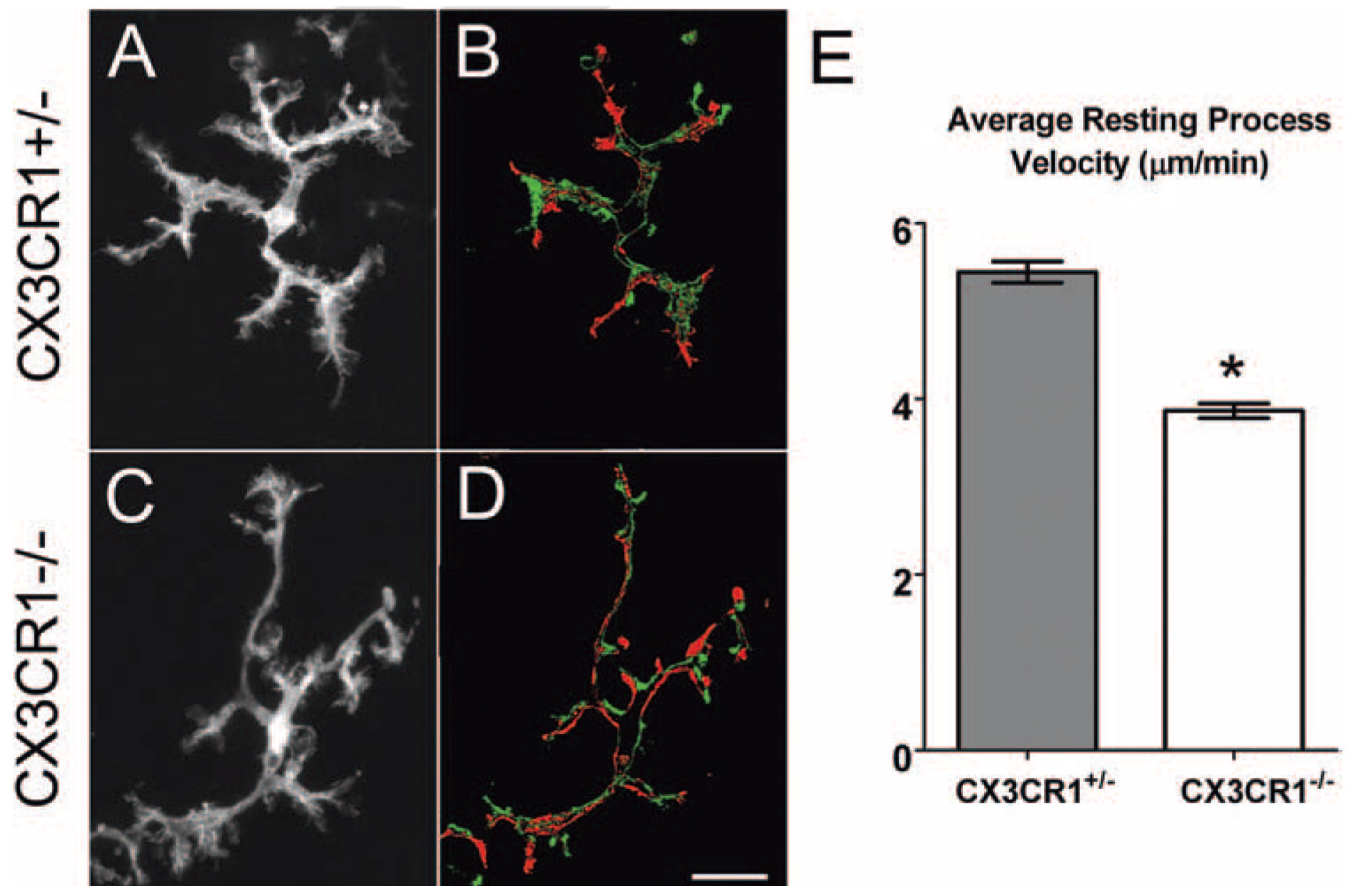 A
B
E
CX3CR1+/-
Average Resting Process
Velocity (μm/min)
6
4
*
2
0
CX3CR1+/-
CX3CR1-/-
C
D
CX3CR1-/-